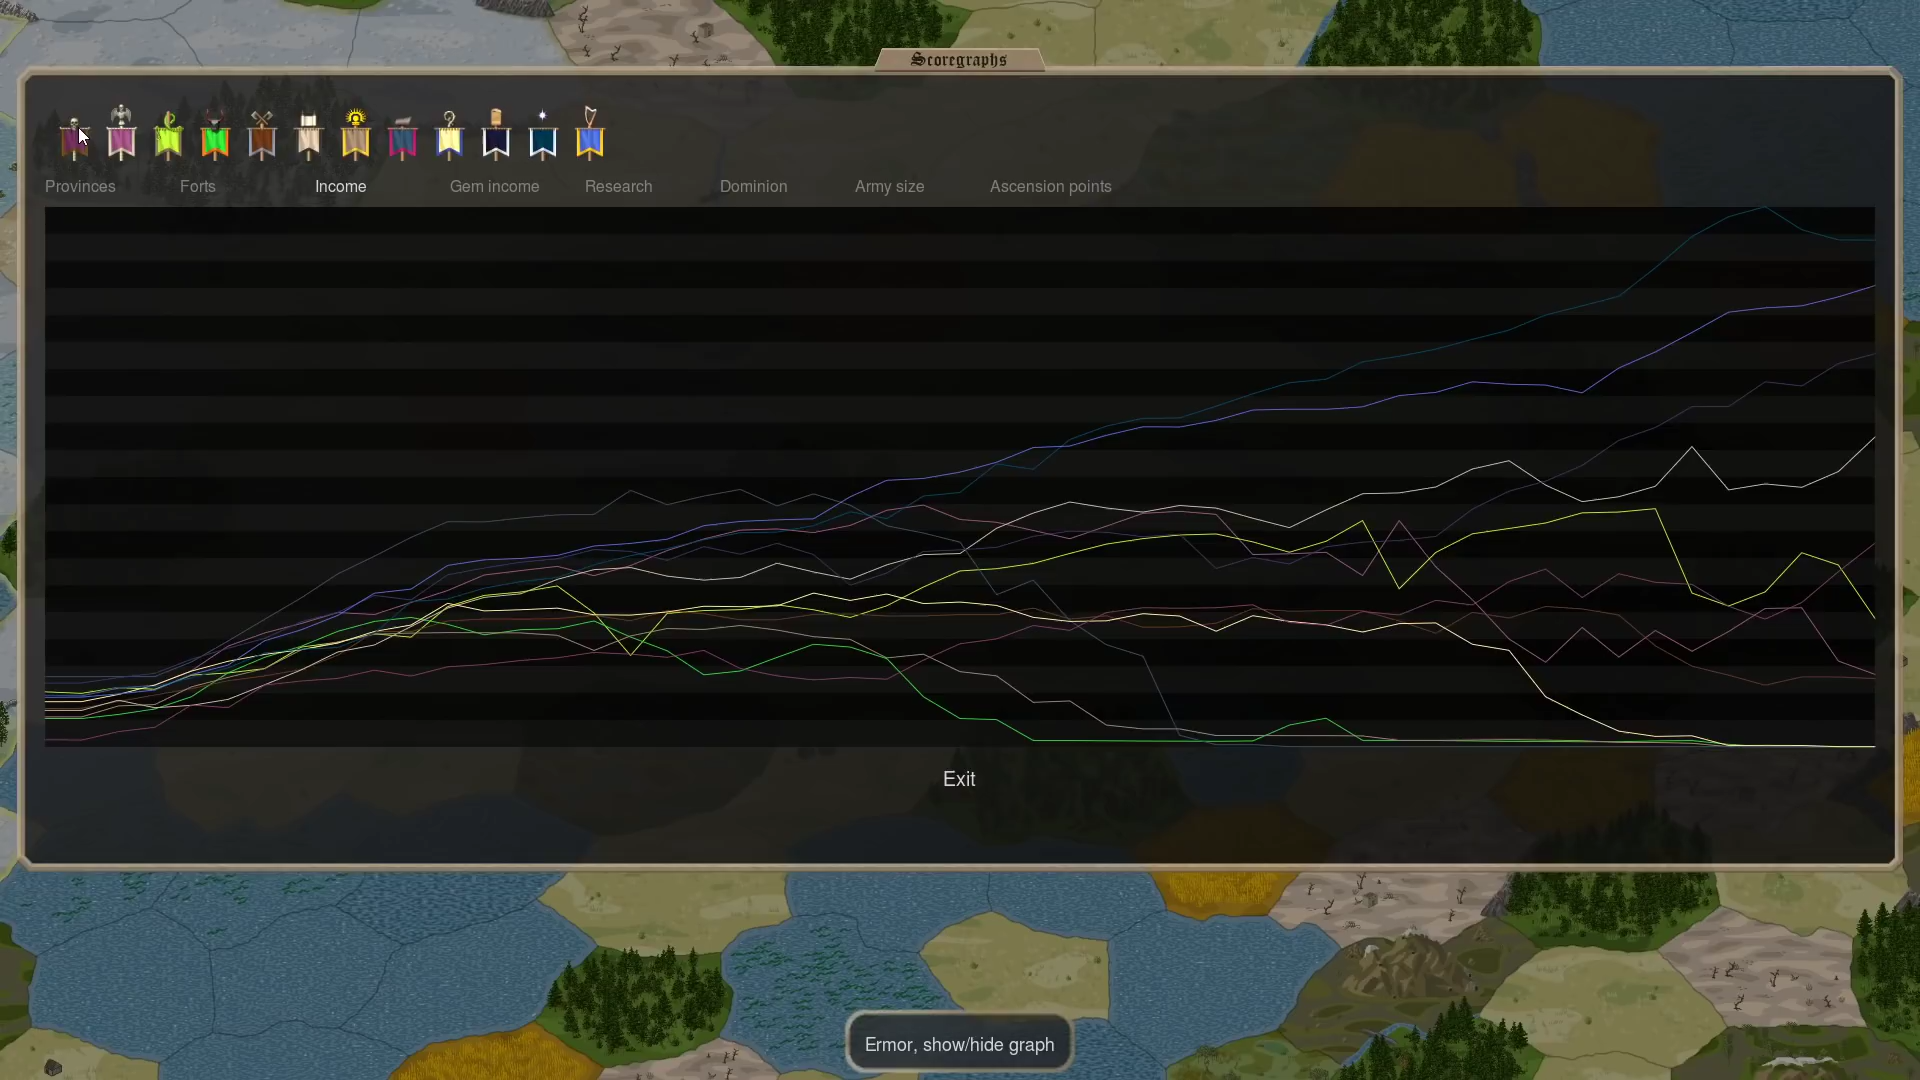 Scoregraphs
Provinces Forts Income Gem income Research Dominion Army size Ascension points
Exit
Ermor, show/hide graph